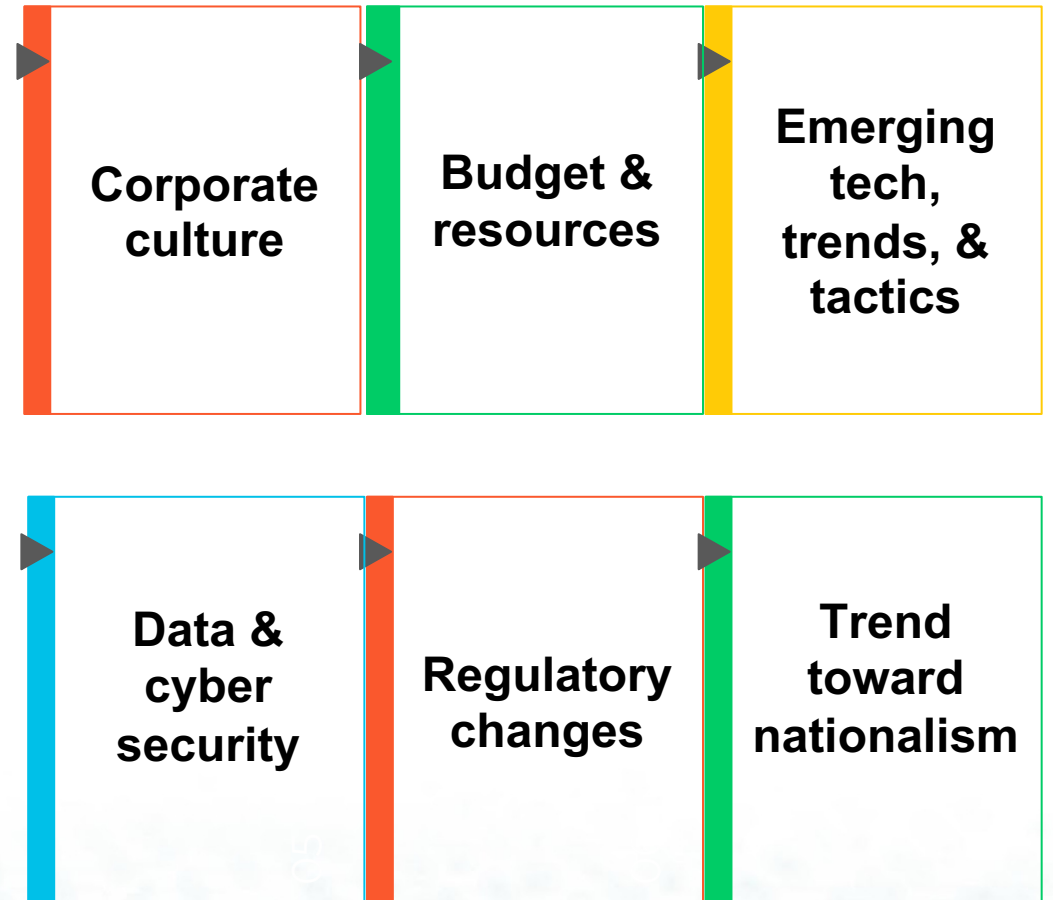 Corporate
culture
Budget &
resources
Emerging
tech,
trends, &
tactics
Data &
cyber
security
Regulatory
changes
Trend
toward
nationalism